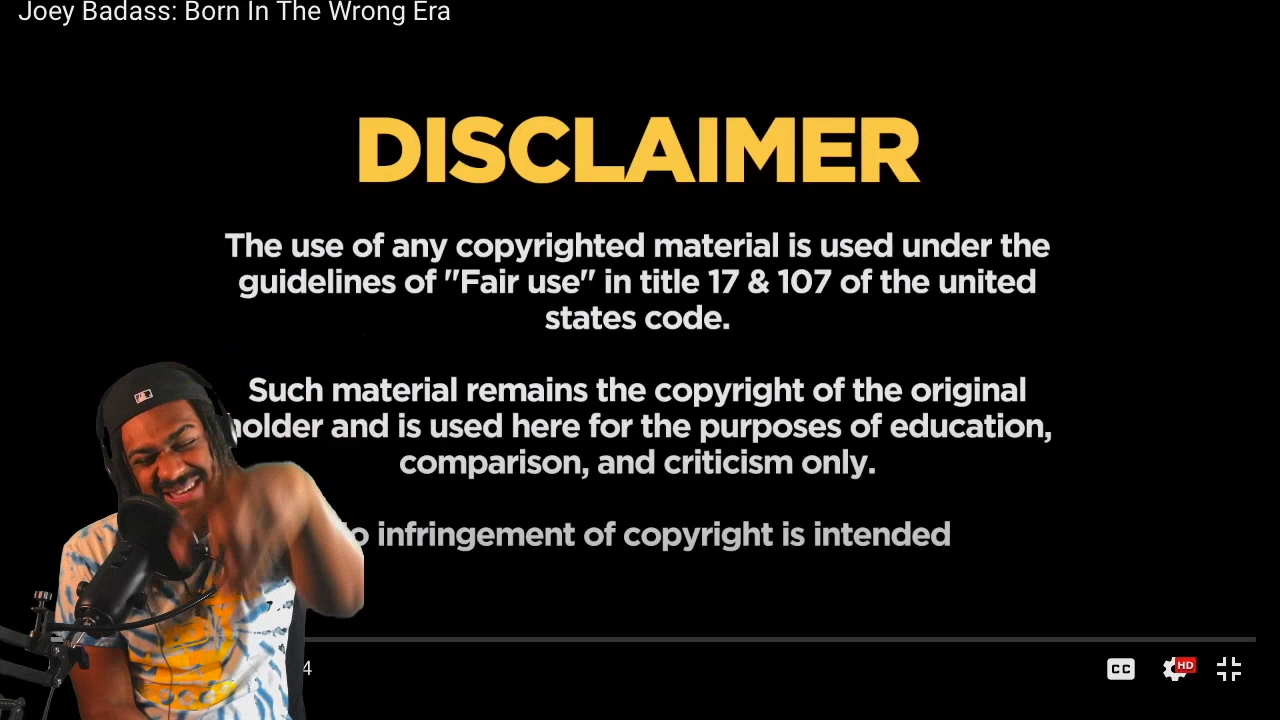 Joey Badass: Born In The Wrong Era
DISCLAIMER
The use of any copyrighted material is used under the
guidelines of "Fair use" in title 17 & 107 of the united
states code.
Such material remains the copyright of the original
holder and is used here for the purposes of education,
comparison, and criticism only.
infringement of copyright is intended
4
CC
HD